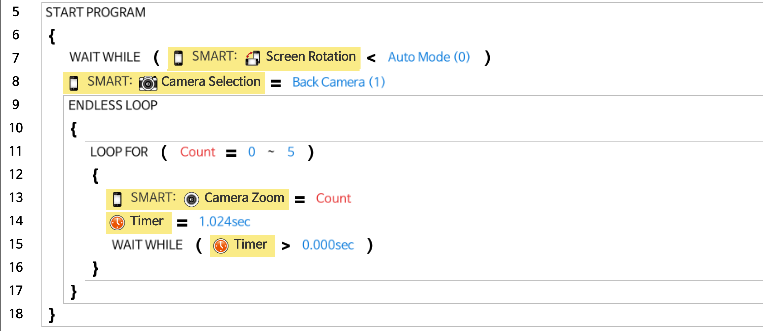 5 START PROGRAM
6 {
7 WAIT WHILE ( SMART: Screen Rotation < Auto Mode (0) )
8 SMART: Camera Selection = Back Camera (1)
9 ENDLESS LOOP
10 {
11 LOOP FOR ( Count = 0 ~ 5 )
12 {
13 SMART: Camera Zoom = Count
14 Timer = 1.024sec
15 WAIT WHILE ( Timer > 0.000sec )
16 }
17 }
18 }